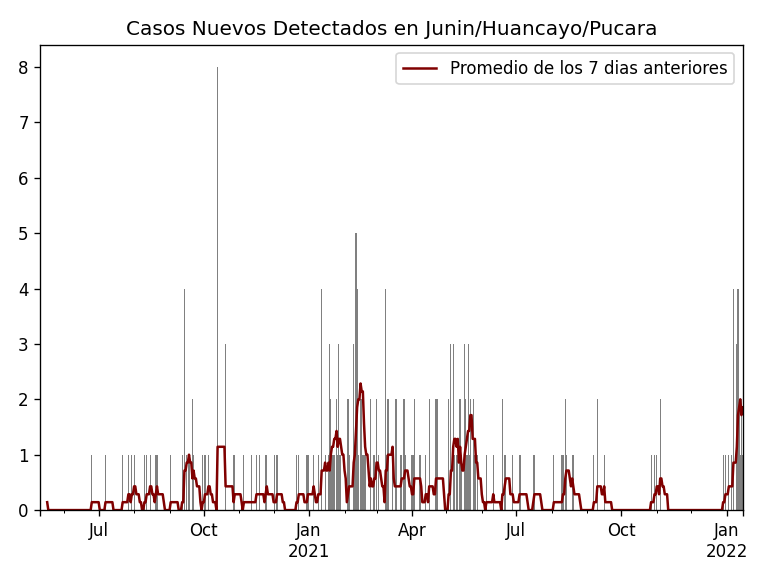 Casos Nuevos Detectados en Junin/Huancayo/Pucara
Promedio de los 7 dias anteriores
8
7
6
5
4
3
2
1
0
Jul
Oct
Jan
2021
Apr
Jul
Oct
Jan
2022